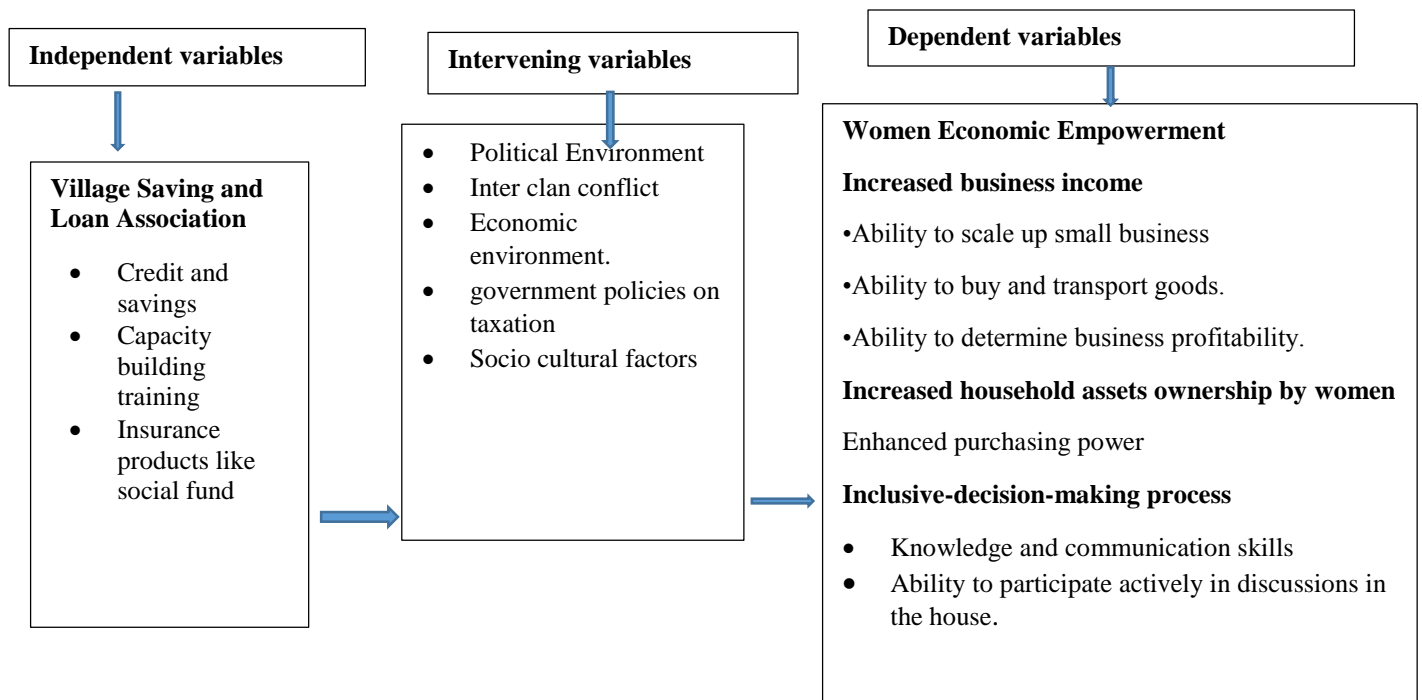 Independent variables
Village Saving and
Loan Association
• Credit and
savings
• Capacity
building
training
• Insurance
products like
social fund
Intervening variables
• Political Environment
• Inter clan conflict
• Economic
environment.
• government policies on
taxation
• Socio cultural factors
Dependent variables
Women Economic Empowerment
Increased business income
•Ability to scale up small business
•Ability to buy and transport goods.
•Ability to determine business profitability.
Increased household assets ownership by women
Enhanced purchasing power
Inclusive-decision-making process
• Knowledge and communication skills
• Ability to participate actively in discussions in
the house.